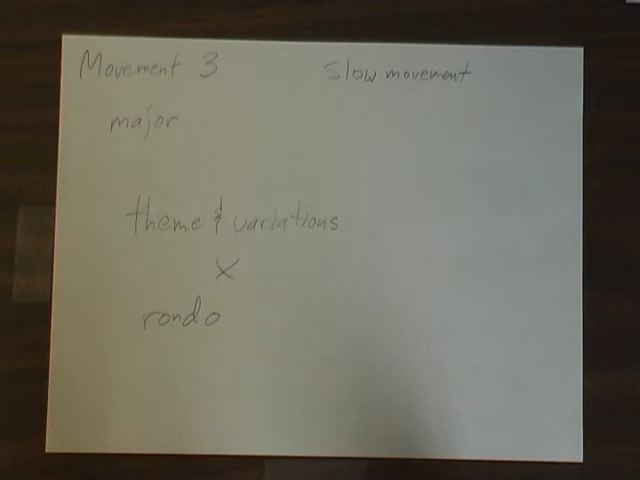 Movement 3 Slow movement
major
theme & variations
x
rondo